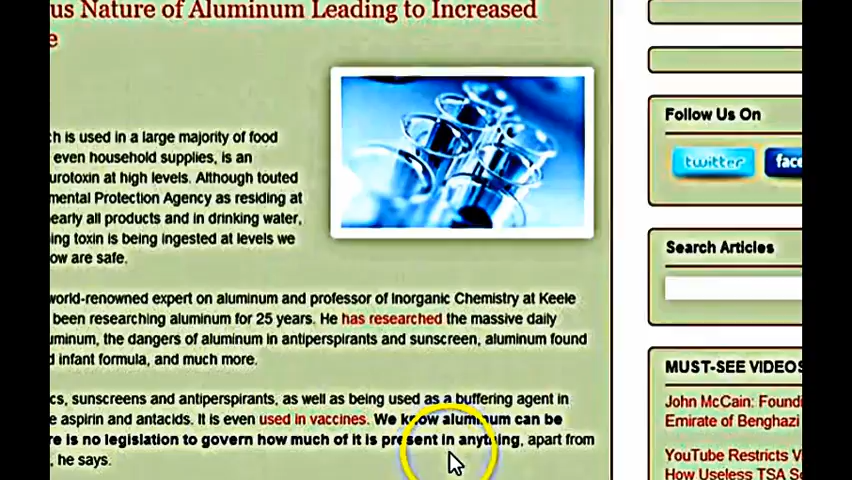 us Nature of Aluminum Leading to Increased
e
ch is used in a large majority of food
even household supplies, is an
urotoxin at high levels. Although touted
mental Protection Agency as residing at
early all products and in drinking water,
ing toxin is being ingested at levels we
ow are safe.
world-renowned expert on aluminum and professor of Inorganic Chemistry at Keele
been researching aluminum for 25 years. He has researched the massive daily
uminum, the dangers of aluminum in antiperspirants and sunscreen, aluminum found
d infant formula, and much more.
cs, sunscreens and antiperspirants, as well as being used as a buffering agent in
e aspirin and antacids. It is even used in vaccines. We know aluminum can be
re is no legislation to govern how much of it is present in anything, apart from
, he says.
Follow Us On
twitter face
Search Articles
MUST-SEE VIDEOS
John McCain: Found
Emirate of Benghazi
YouTube Restricts V
How Useless TSA Sc